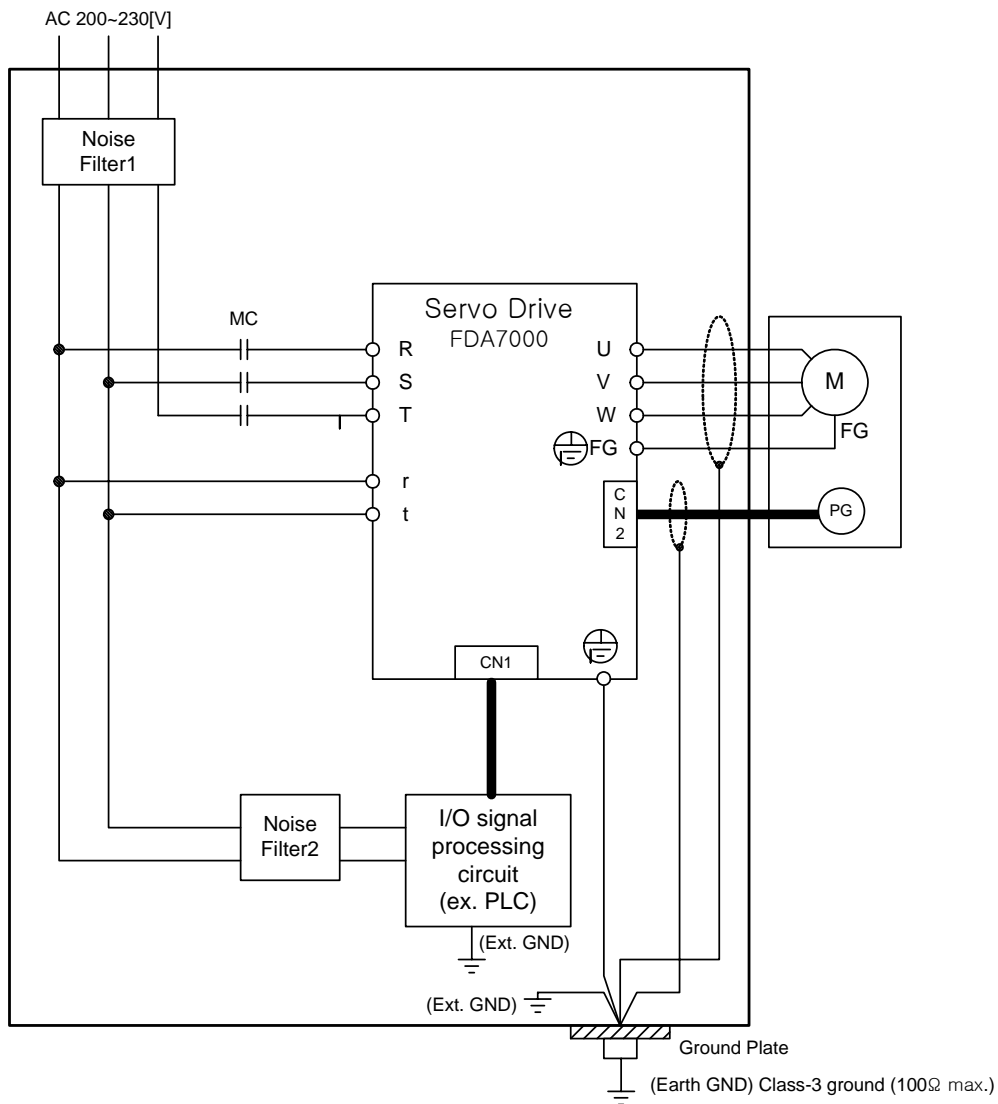 AC 200~230[V]
Noise
Filter1
MC
Servo Drive
FDA7000
R
S
T
r
t
U
V
W
FG
C
N
2
M
FG
PG
CN1
Noise
Filter2
I/O signal
processing
circuit
(ex. PLC)
(Ext. GND)
(Ext. GND)
Ground Plate
(Earth GND) Class-3 ground (100Ω max.)